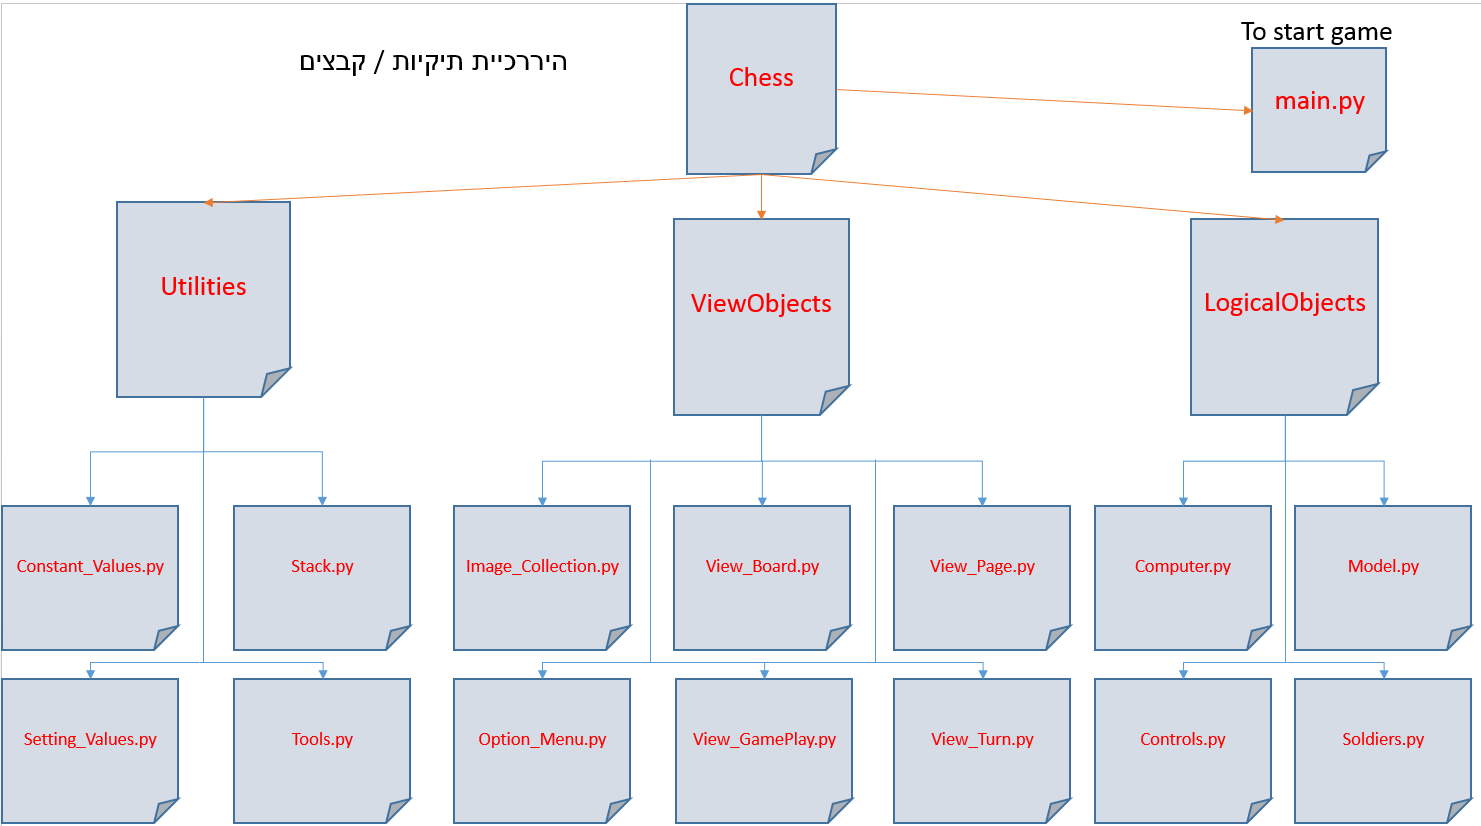 היררכיית תיקיות / קבצים
Chess
To start game
main.py
Utilities
ViewObjects
LogicalObjects
Constant_Values.py
Stack.py
Image_Collection.py
View_Board.py
View_Page.py
Computer.py
Model.py
Setting_Values.py
Tools.py
Option_Menu.py
View_GamePlay.py
View_Turn.py
Controls.py
Soldiers.py